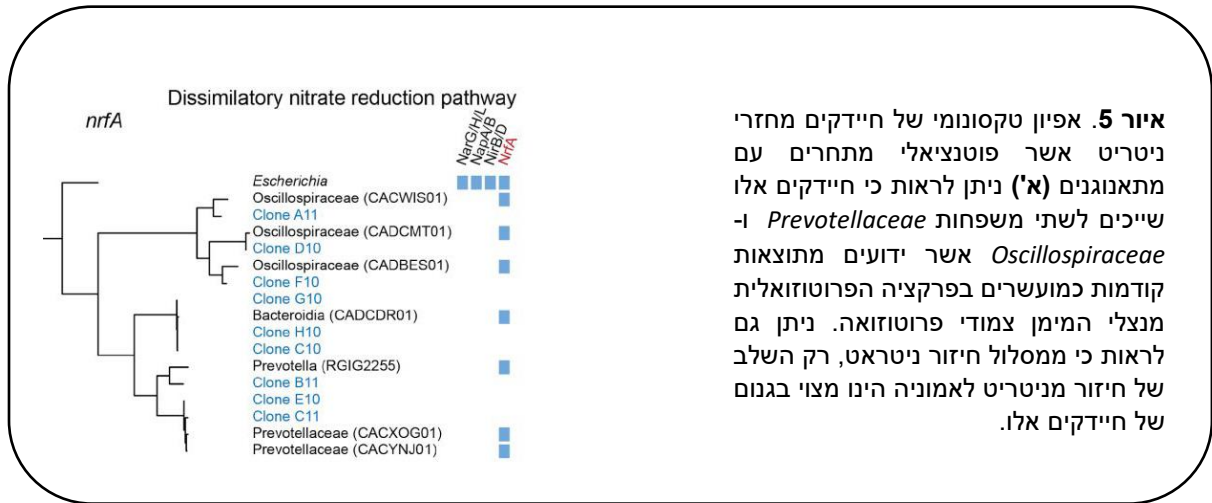 Dissimilatory nitrate reduction pathway
nrfA
NarG/H/L
NapA/B
NirB/D
NrfA
Escherichia
Oscillospiraceae (CACWIS01)
Clone A11
Oscillospiraceae (CADCMT01)
Clone D10
Oscillospiraceae (CADBES01)
Clone F10
Clone G10
Bacteroidia (CADCDR01)
Clone H10
Clone C10
Prevotella (RGIG2255)
Clone B11
Clone E10
Clone C11
Prevotellaceae (CACXOG01)
Prevotellaceae (CACYNJ01)
איור 5. אפיון טקסונומי של חיידקים מחזרי
ניטריט אשר פוטנציאלי מתחרים עם
מתאנוגנים (א') ניתן לראות כי חיידקים אלו
שייכים לשתי משפחות Prevotellaceae ו-
Oscillospiraceae אשר ידועים מתוצאות
קודמות כמועשרים בפרקציה הפרוטוזואלית
מנצלי המימן צמודי פרוטוזואה. ניתן גם
לראות כי ממסלול חיזור ניטראט, רק השלב
של חיזור מניטריט לאמוניה הינו מצוי בגנום
של חיידקים אלו.